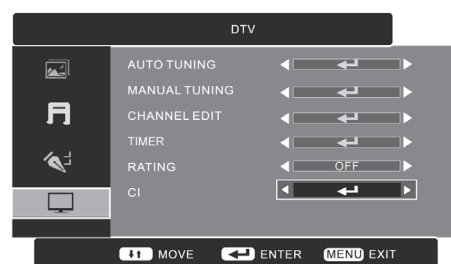 DTV
AUTO TUNING
MANUAL TUNING
CHANNEL EDIT
TIMER
RATING OFF
CI
MOVE ENTER MENU EXIT